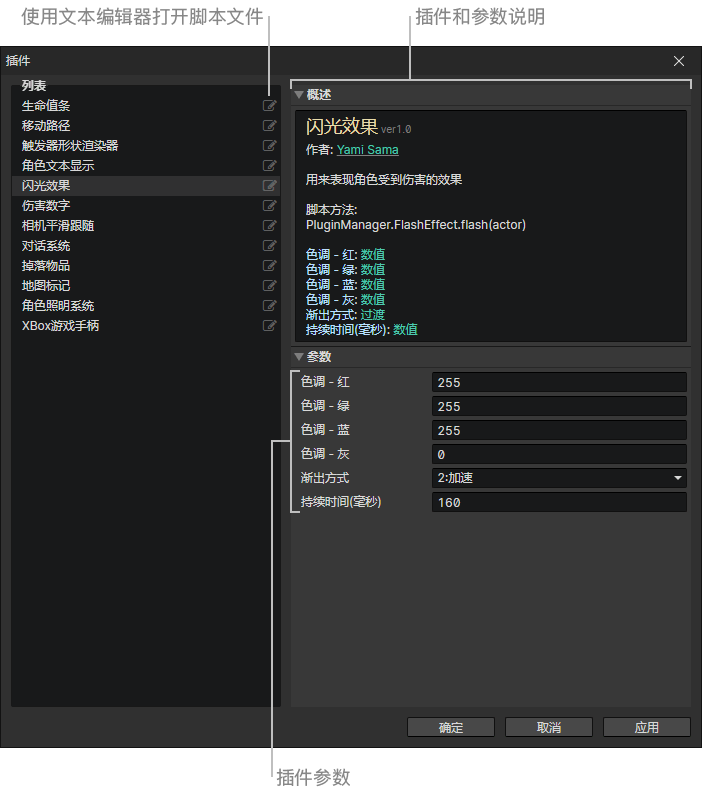 使用文本编辑器打开脚本文件
插件和参数说明
插件
列表
生命值条
移动路径
触发器形状渲染器
角色文本显示
闪光效果
伤害数字
相机平滑跟随
对话系统
掉落物品
地图标记
角色照明系统
XBox游戏手柄
概述
闪光效果 ver1.0
作者: Yami Sama
用来表现角色受到伤害的效果
脚本方法:
PluginManager.FlashEffect.flash(actor)
色调 - 红: 数值
色调 - 绿: 数值
色调 - 蓝: 数值
色调 - 灰: 数值
渐出方式: 过渡
持续时间(毫秒): 数值
参数
色调 - 红 255
色调 - 绿 255
色调 - 蓝 255
色调 - 灰 0
渐出方式 2:加速
持续时间(毫秒) 160
确定 取消 应用
插件参数